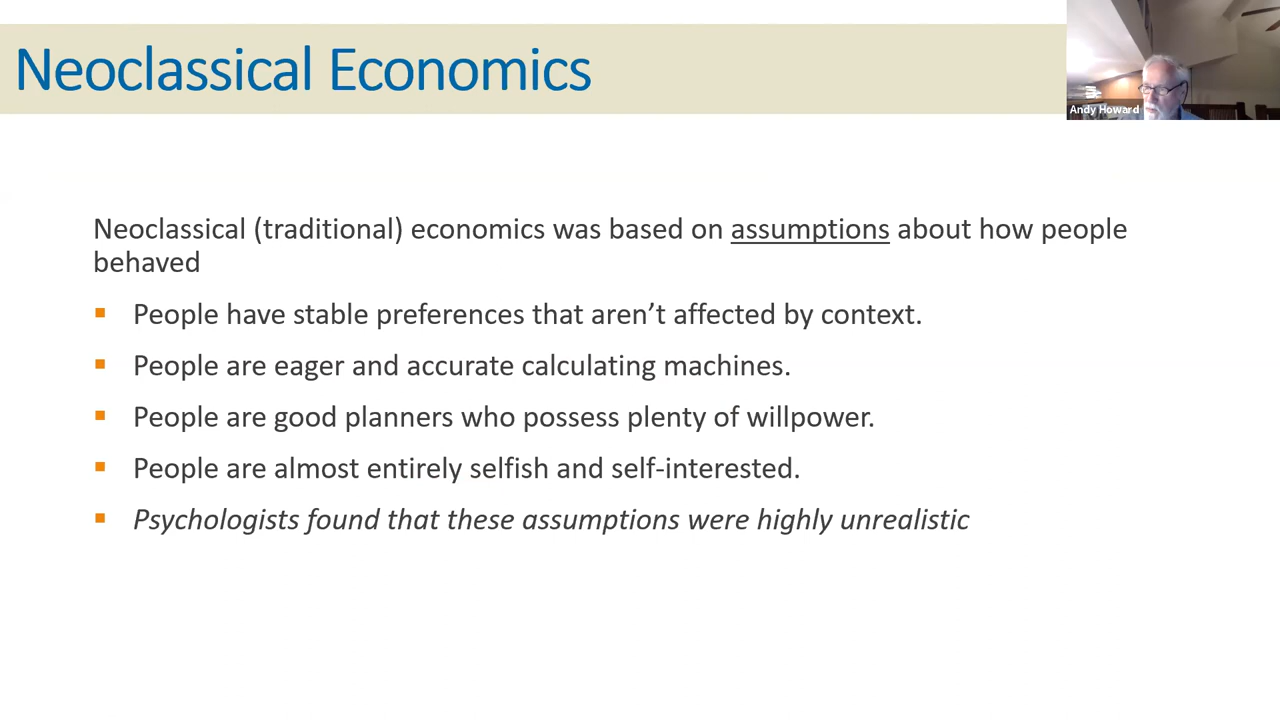 Neoclassical Economics
Andy Howard
Neoclassical (traditional) economics was based on assumptions about how people
behaved
People have stable preferences that aren’t affected by context.
People are eager and accurate calculating machines.
People are good planners who possess plenty of willpower.
People are almost entirely selfish and self-interested.
Psychologists found that these assumptions were highly unrealistic